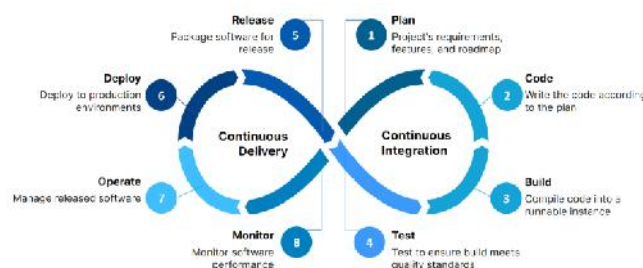 Release
Package software for
release
5
1
Plan
Project's requirements,
features, and roadmap
Deploy
Deploy to production
environments
6
2
Code
Write the code according
to the plan
Continuous
Delivery
Continuous
Integration
Operate
Manage released software
7
3
Build
Compile code into a
runnable instance
Monitor
Monitor software
performance
8
4
Test
Test to ensure build meets
quality standards